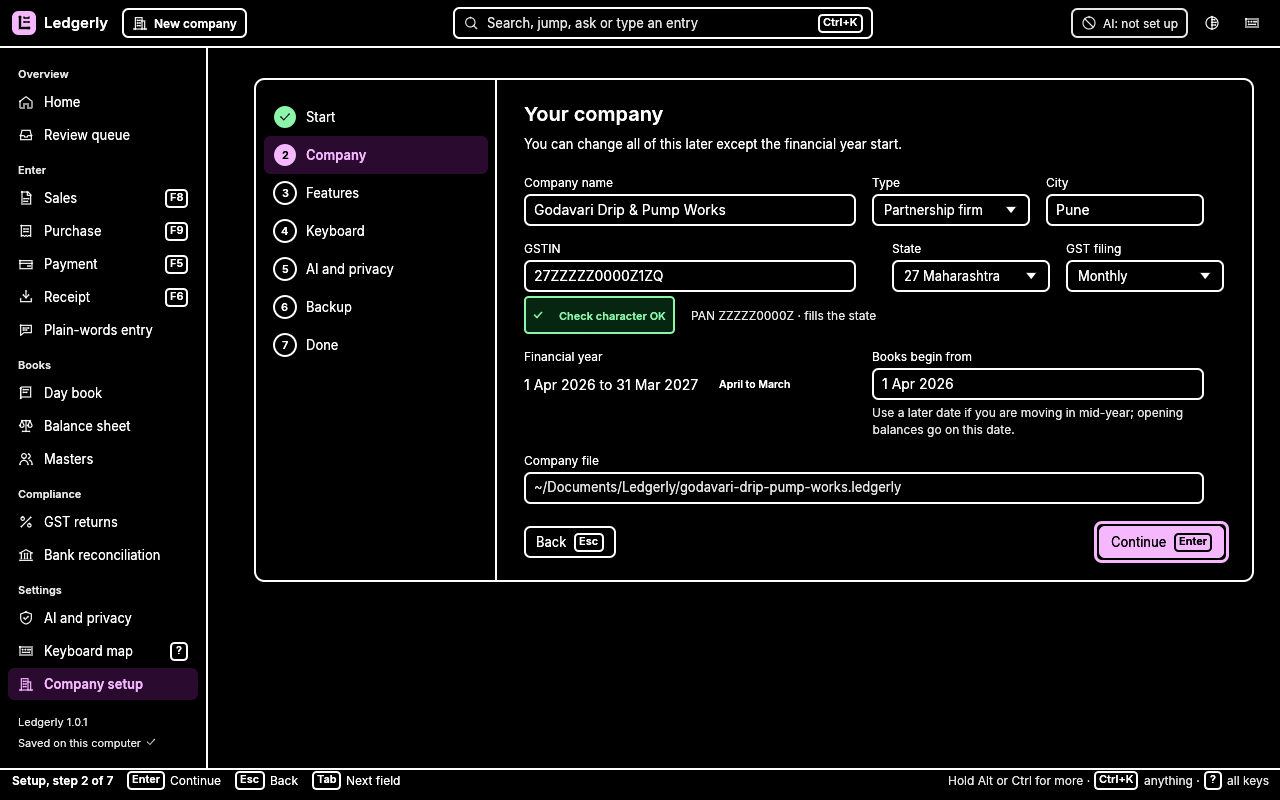 Ledgerly
New company
Search, jump, ask or type an entry Ctrl+K
AI: not set up
Overview
Home
Review queue
Enter
Sales F8
Purchase F9
Payment F5
Receipt F6
Plain-words entry
Books
Day book
Balance sheet
Masters
Compliance
GST returns
Bank reconciliation
Settings
AI and privacy
Keyboard map ?
Company setup
Ledgerly 1.0.1
Saved on this computer
Start
2 Company
3 Features
4 Keyboard
5 AI and privacy
6 Backup
7 Done
Your company
You can change all of this later except the financial year start.
Company name Type City
Godavari Drip & Pump Works Partnership firm Pune
GSTIN State GST filing
27ZZZZZ0000Z1ZQ 27 Maharashtra Monthly
Check character OK PAN ZZZZZ0000Z · fills the state
Financial year Books begin from
1 Apr 2026 to 31 Mar 2027 April to March 1 Apr 2026
Use a later date if you are moving in mid-year; opening
balances go on this date.
Company file
~/Documents/Ledgerly/godavari-drip-pump-works.ledgerly
Back Esc Continue Enter
Setup, step 2 of 7 Enter Continue Esc Back Tab Next field Hold Alt or Ctrl for more · Ctrl+K anything · ? all keys